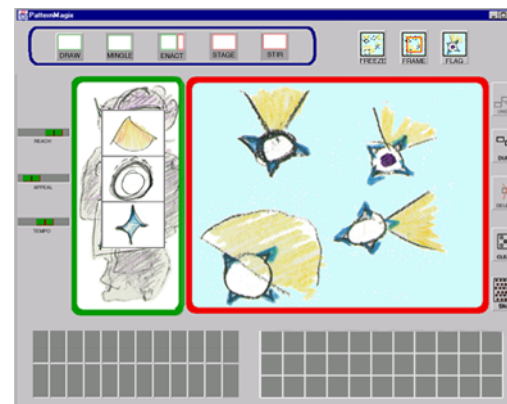 PatternMagix
DRAW MINGLE ENACT STAGE STIR FREEZE FRAME FLAG
REACH
APPEAL
TEMPO